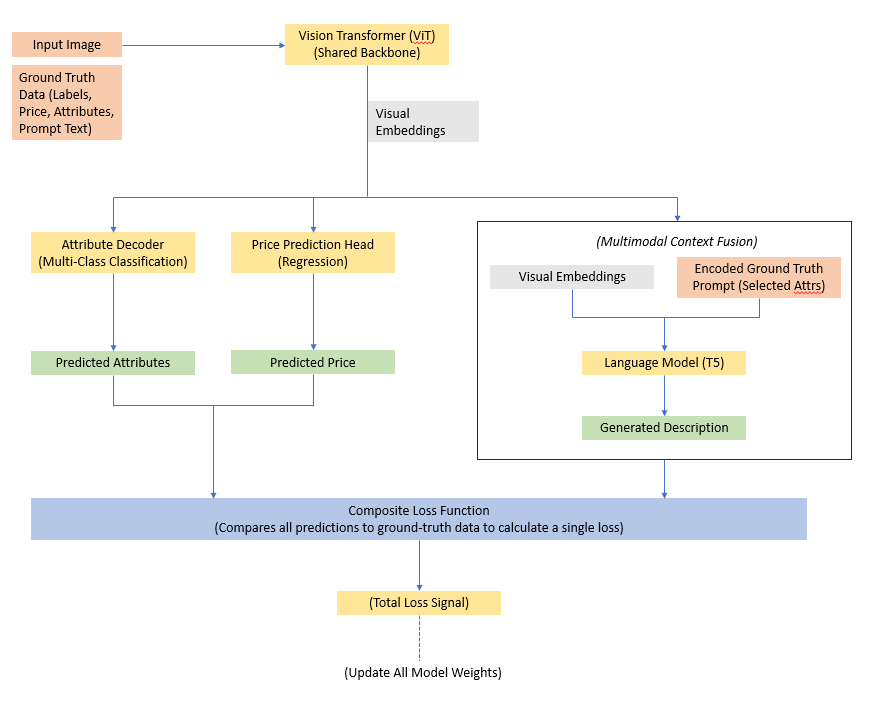 Input Image
Vision Transformer (ViT)
(Shared Backbone)
Ground Truth
Data (Labels,
Price, Attributes,
Prompt Text)
Visual
Embeddings
Attribute Decoder
(Multi-Class Classification)
Price Prediction Head
(Regression)
(Multimodal Context Fusion)
Visual Embeddings
Encoded Ground Truth
Prompt (Selected Attrs)
Predicted Attributes
Predicted Price
Language Model (T5)
Generated Description
Composite Loss Function
(Compares all predictions to ground-truth data to calculate a single loss)
(Total Loss Signal)
(Update All Model Weights)